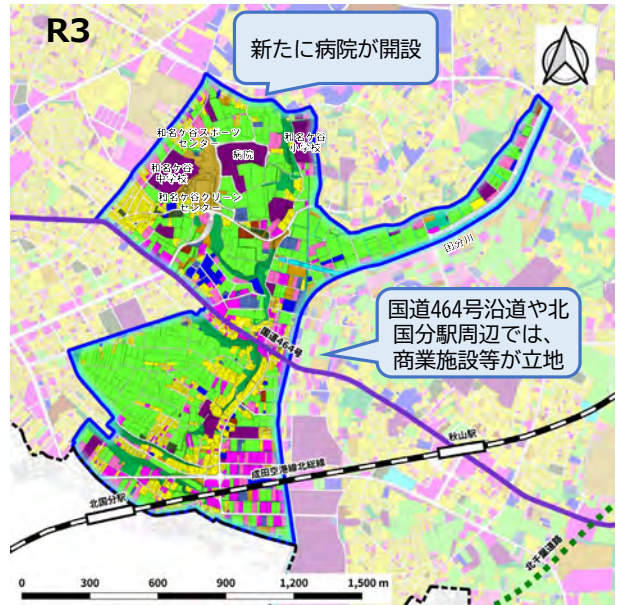 R3
新たに病院が開設
和名ケ谷スポーツ
センター
和名ケ谷
小学校
病院
和名ケ谷
中学校
和名ケ谷クリーン
センター
国分川
国道464号沿道や北
国分駅周辺では、
商業施設等が立地
国道464号
秋山駅
成田空港線北総線
北国分駅
北千葉道路
0 300 600 900 1,200 1,500 m